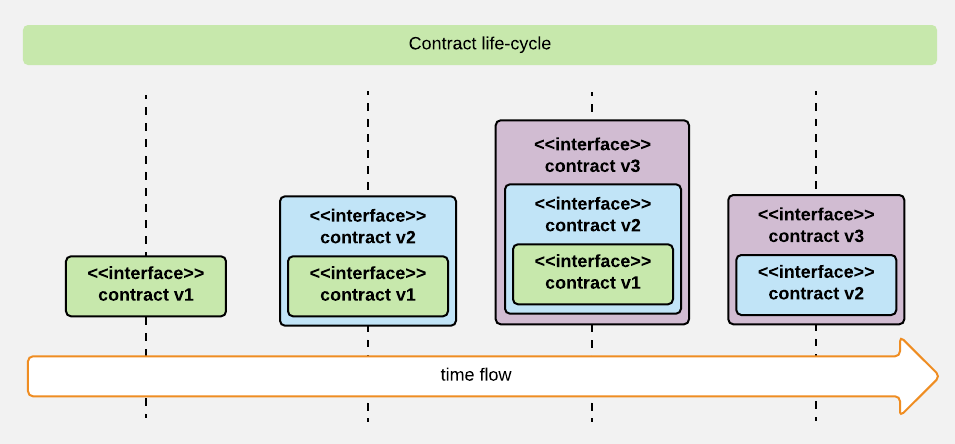 Contract life-cycle
<<interface>>
contract v1
<<interface>>
contract v2
<<interface>>
contract v1
<<interface>>
contract v3
<<interface>>
contract v2
<<interface>>
contract v1
<<interface>>
contract v3
<<interface>>
contract v2
time flow